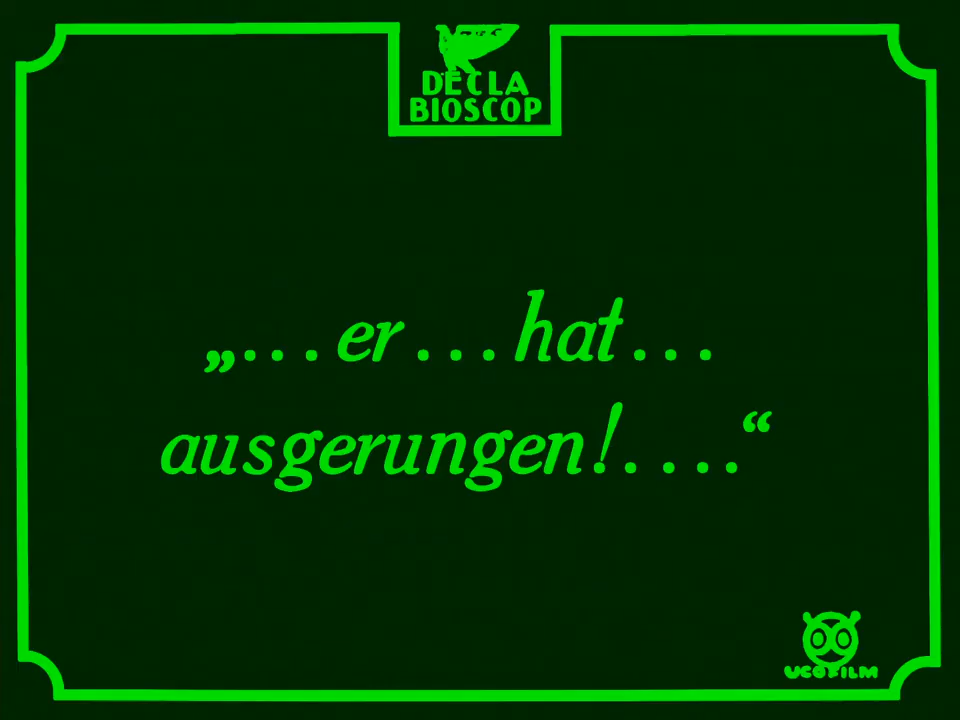 DECLA
BIOSCOP
„...er...hat...
ausgerungen!....“
UCOFILM